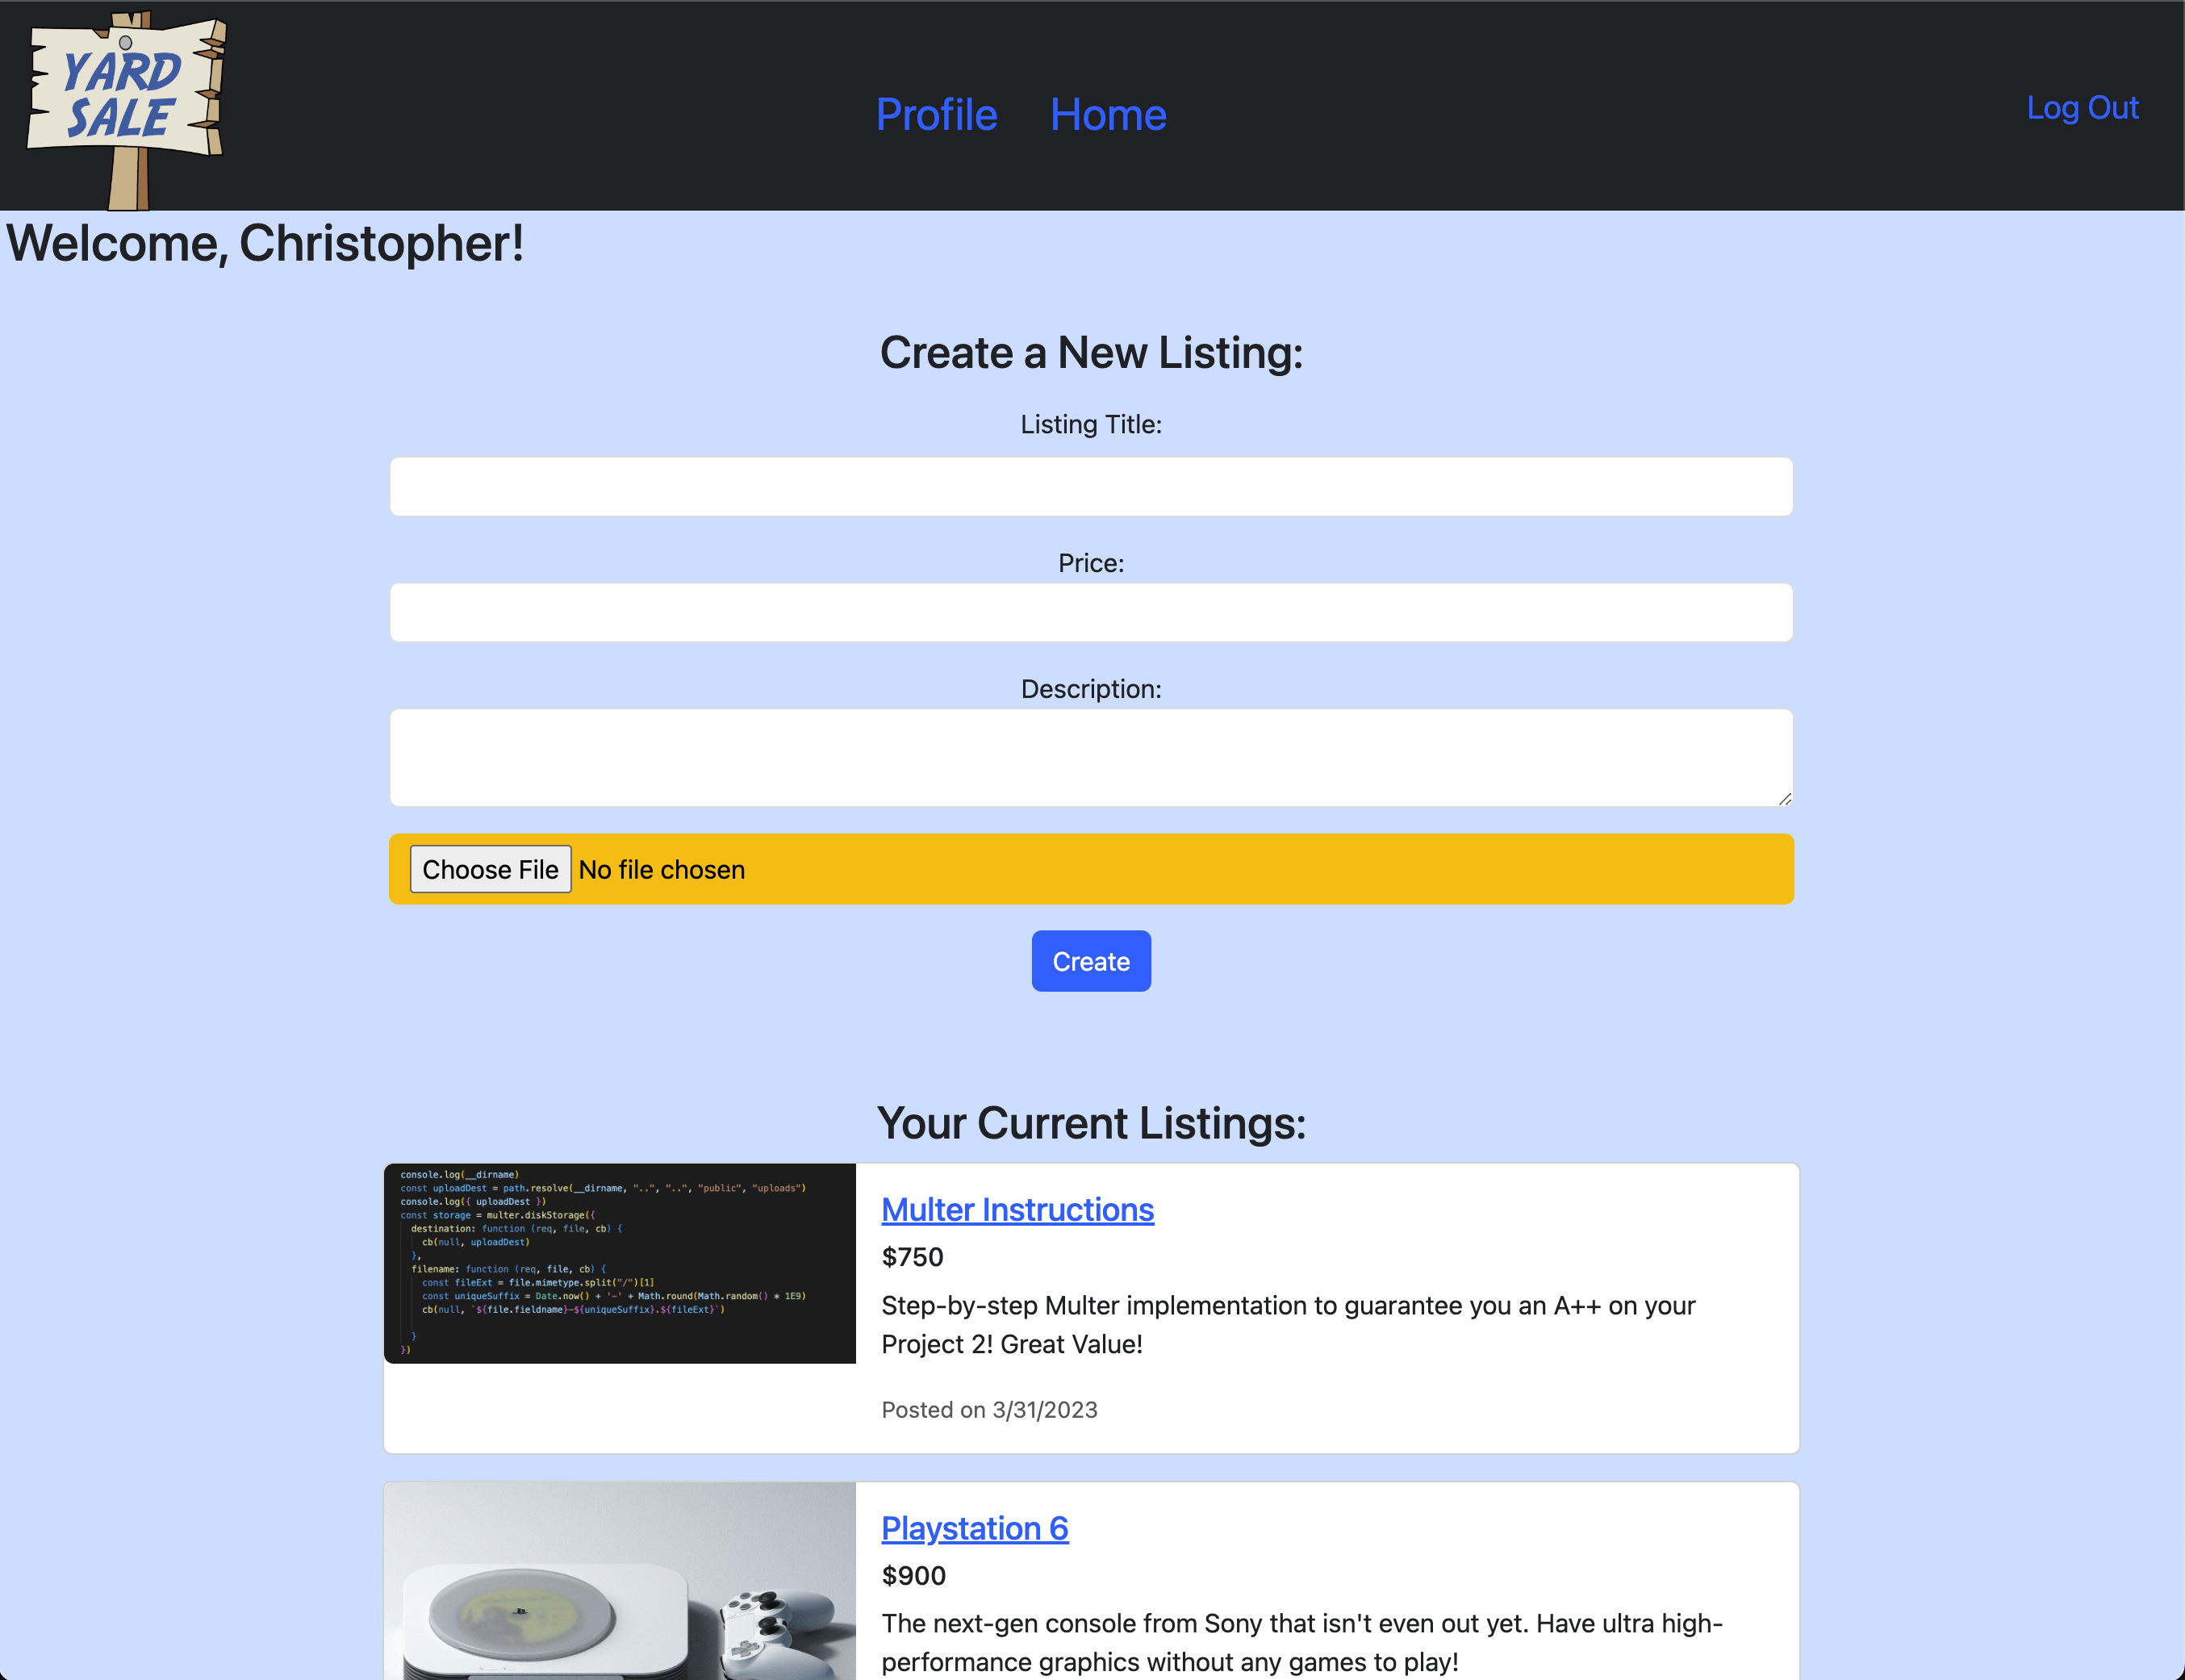 YARD
SALE
Profile
Home
Log Out
Welcome, Christopher!
Create a New Listing:
Listing Title:
Price:
Description:
Choose File No file chosen
Create
Your Current Listings:
console.log(__dirname)
const uploadDest = path.resolve(__dirname, "..", "..", "public", "uploads")
console.log({ uploadDest })
const storage = multer.diskStorage({
destination: function (req, file, cb) {
cb(null, uploadDest)
},
filename: function (req, file, cb) {
const fileExt = file.mimetype.split("/")[1]
const uniqueSuffix = Date.now() + '-' + Math.round(Math.random() * 1E9)
cb(null, `${file.fieldname}-${uniqueSuffix}.${fileExt}`)
}
})
Multer Instructions
$750
Step-by-step Multer implementation to guarantee you an A++ on your
Project 2! Great Value!
Posted on 3/31/2023
Playstation 6
$900
The next-gen console from Sony that isn't even out yet. Have ultra high-
performance graphics without any games to play!